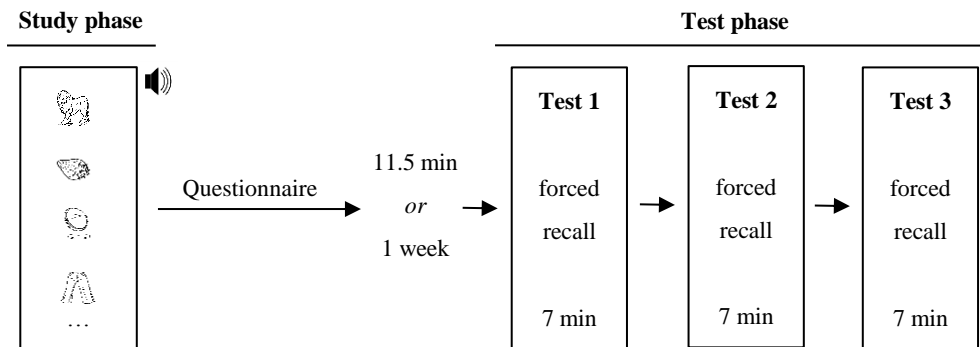 Study phase
Test phase
...
Questionnaire
11.5 min
or
1 week
Test 1
forced
recall
7 min
Test 2
forced
recall
7 min
Test 3
forced
recall
7 min